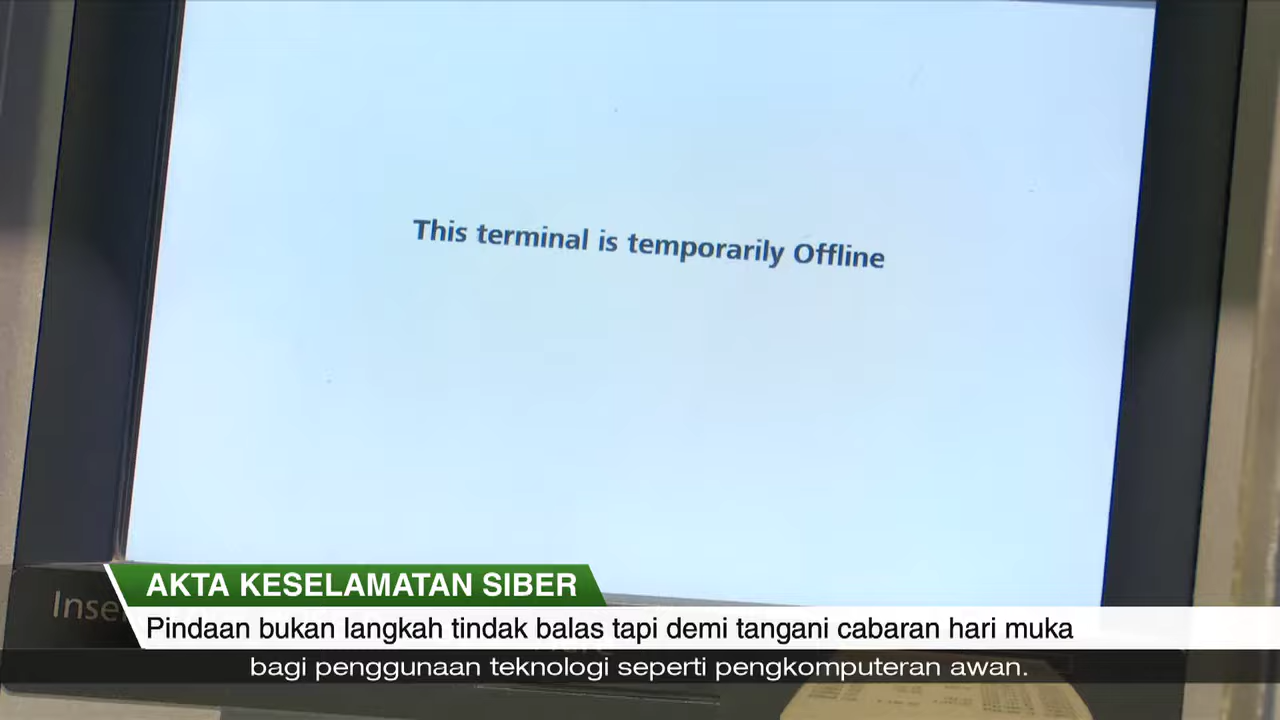 This terminal is temporarily Offline
AKTA KESELAMATAN SIBER
Pindaan bukan langkah tindak balas tapi demi tangani cabaran hari muka
bagi penggunaan teknologi seperti pengkomputeran awan.